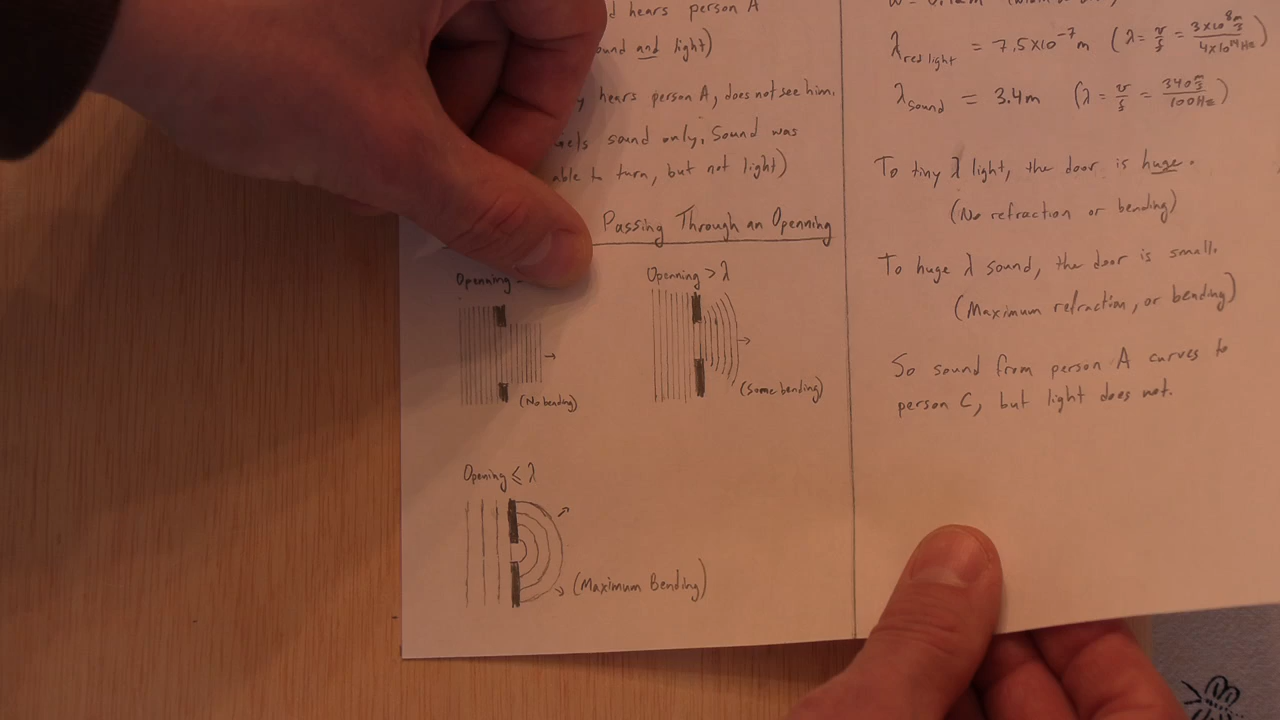 hears person A
and light)
hears person A, does not see him.
sound only, Sound was
able to turn, but not light)
Passing Through an Openning
Openning
Openning > λ
(No bending)
(Some bending)
Opening ≤ λ
(Maximum Bending)
λred light = 7.5x10⁻⁷m (λ = v/f = 3x10⁸ m/s / 4x10¹⁴Hz)
λsound = 3.4m (λ = v/f = 340 m/s / 100Hz)
To tiny λ light, the door is huge.
(No refraction or bending)
To huge λ sound, the door is small.
(Maximum refraction, or bending)
So sound from person A curves to
person C, but light does not.